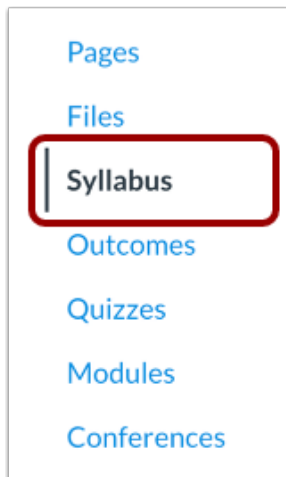 Pages
Files
Syllabus
Outcomes
Quizzes
Modules
Conferences